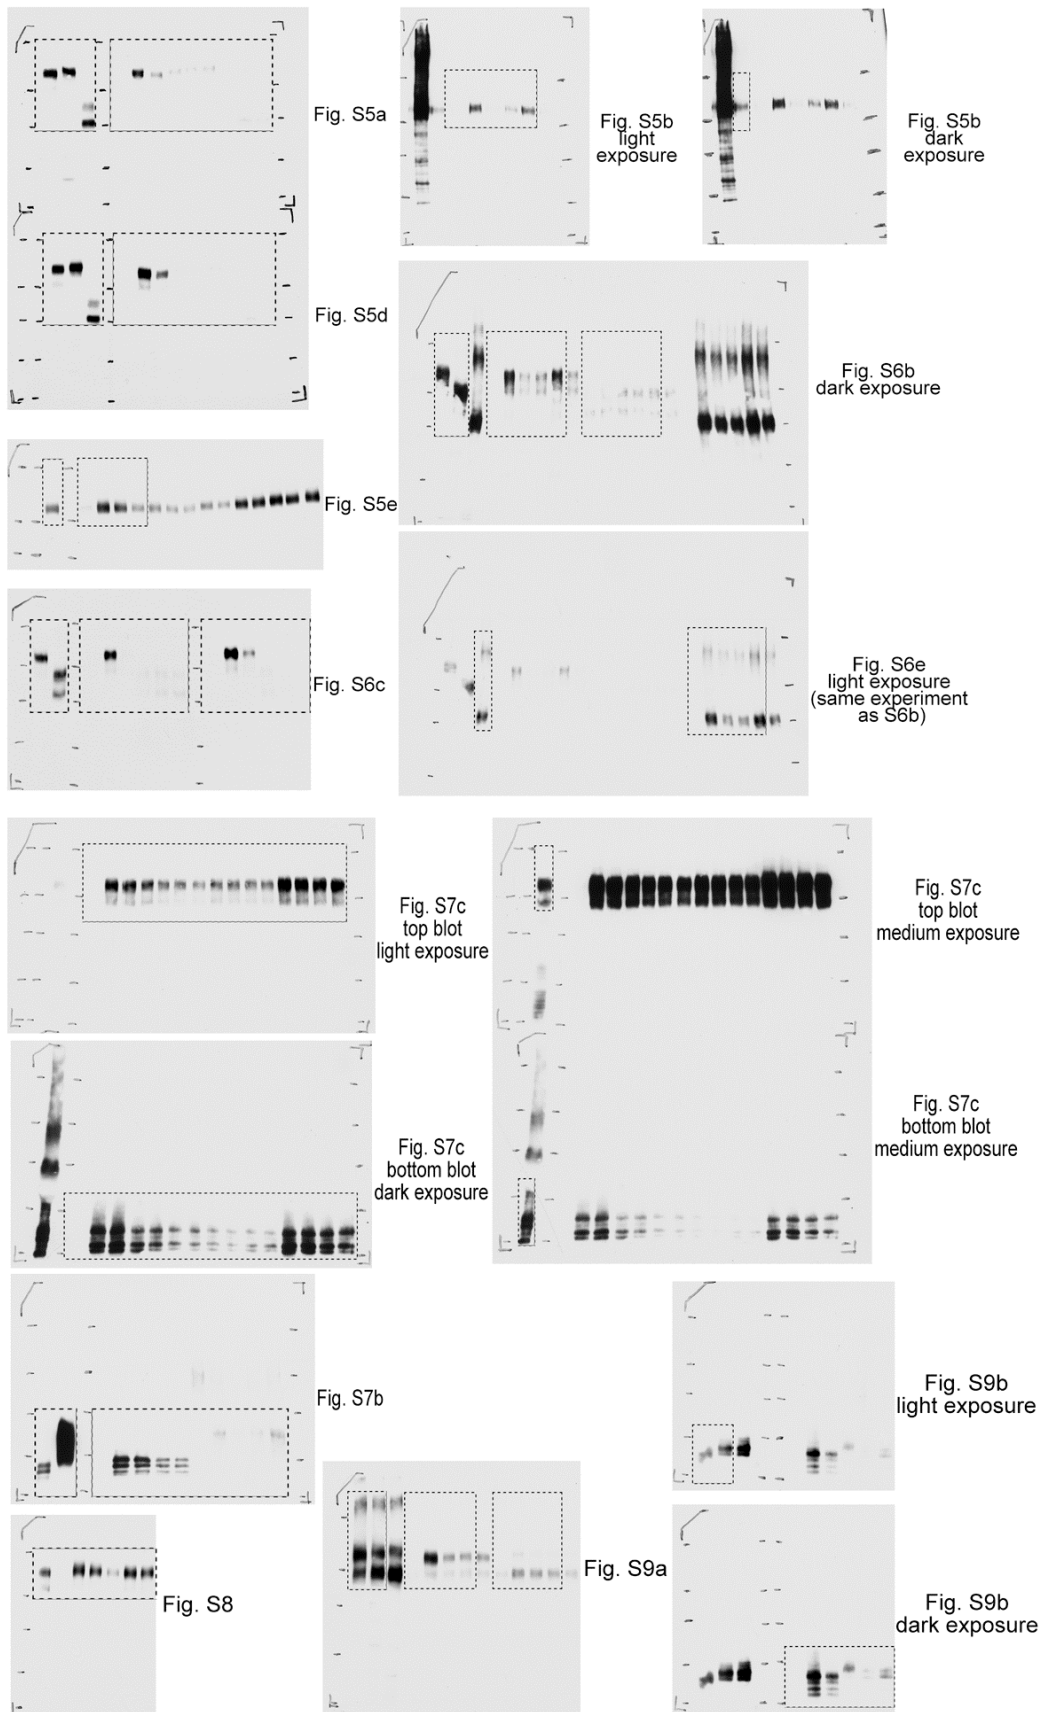 Fig. S5a
Fig. S5b
light
exposure
Fig. S5b
dark
exposure
Fig. S5d
Fig. S6b
dark exposure
Fig. S5e
Fig. S6c
Fig. S6e
light exposure
(same experiment
as S6b)
Fig. S7c
top blot
light exposure
Fig. S7c
top blot
medium exposure
Fig. S7c
bottom blot
dark exposure
Fig. S7c
bottom blot
medium exposure
Fig. S7b
Fig. S9b
light exposure
Fig. S8
Fig. S9a
Fig. S9b
dark exposure